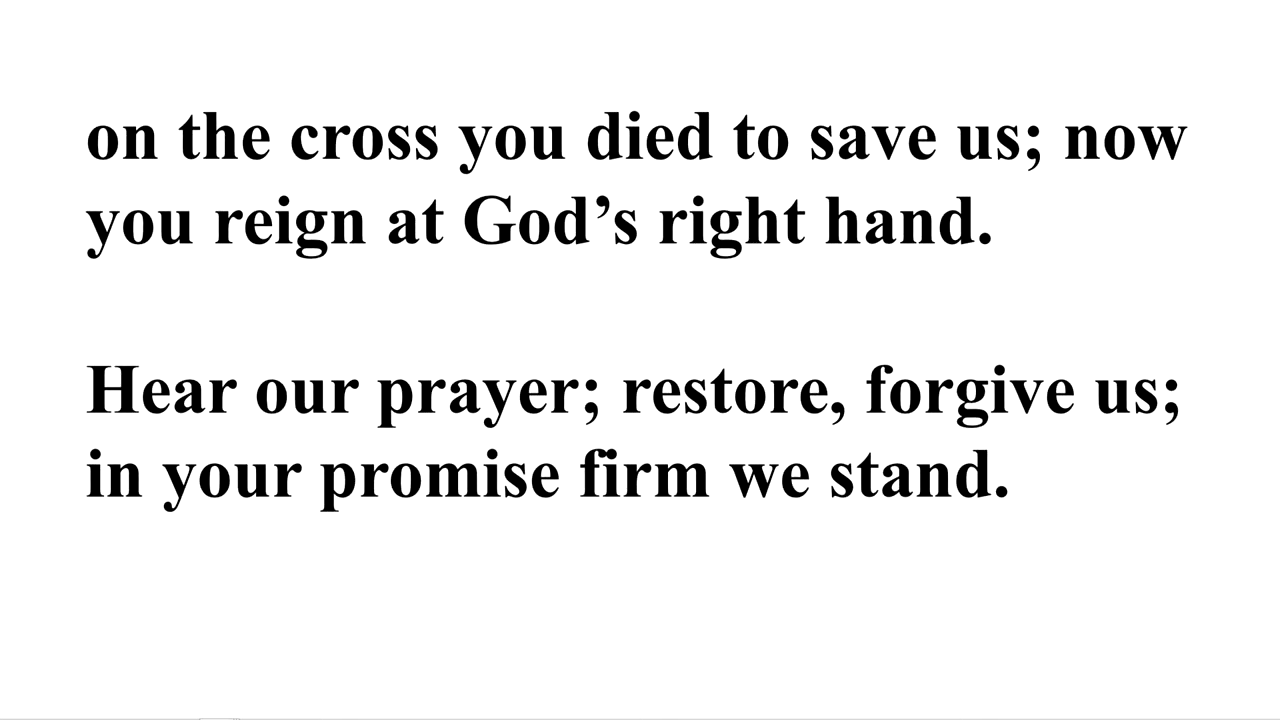 on the cross you died to save us; now
you reign at God’s right hand.
Hear our prayer; restore, forgive us;
in your promise firm we stand.